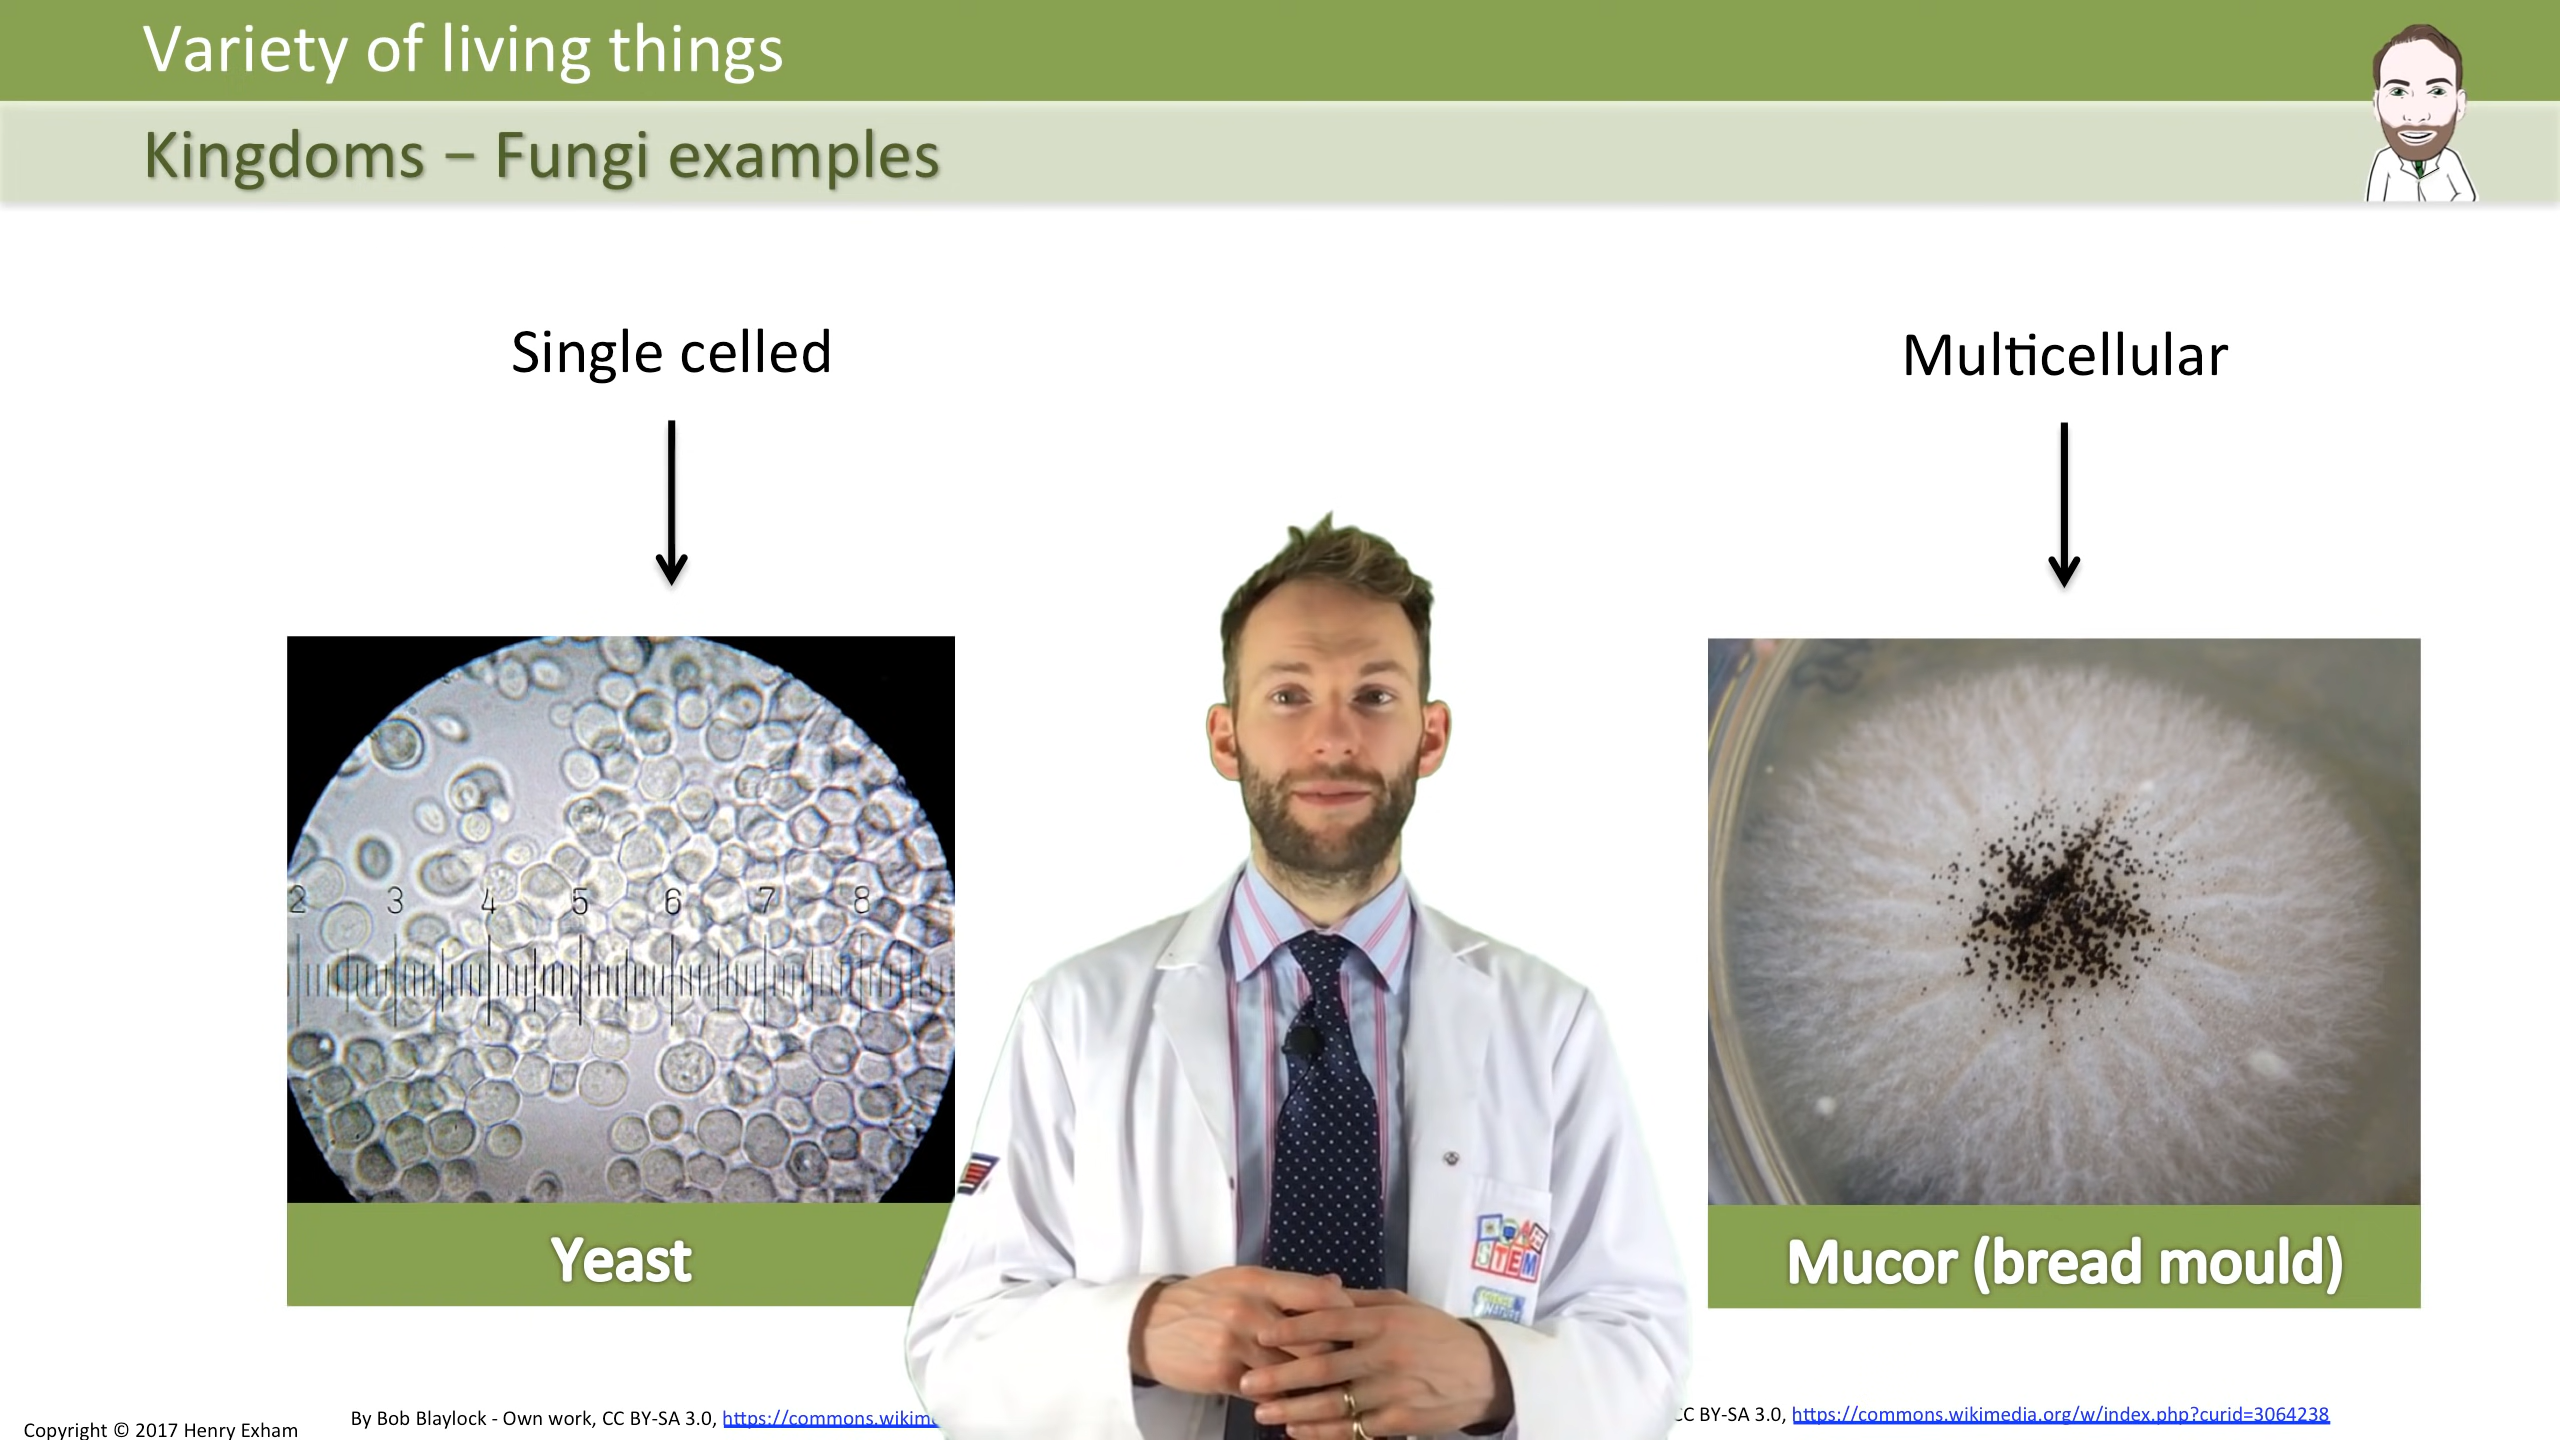 Variety of living things
Kingdoms – Fungi examples
Single celled
Multicellular
2 3 4 5 6 7 8
STEM
Yeast
Mucor (bread mould)
Copyright © 2017 Henry Exham
By Bob Blaylock - Own work, CC BY-SA 3.0, https://commons.wikim
CC BY-SA 3.0, https://commons.wikimedia.org/w/index.php?curid=3064238